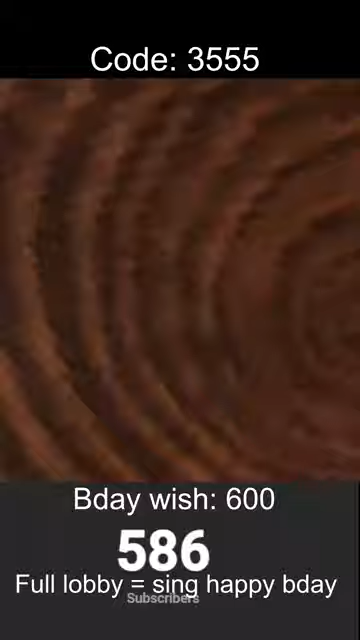 Code: 3555
Bday wish: 600
586
Full lobby = sing happy bday
Subscribers